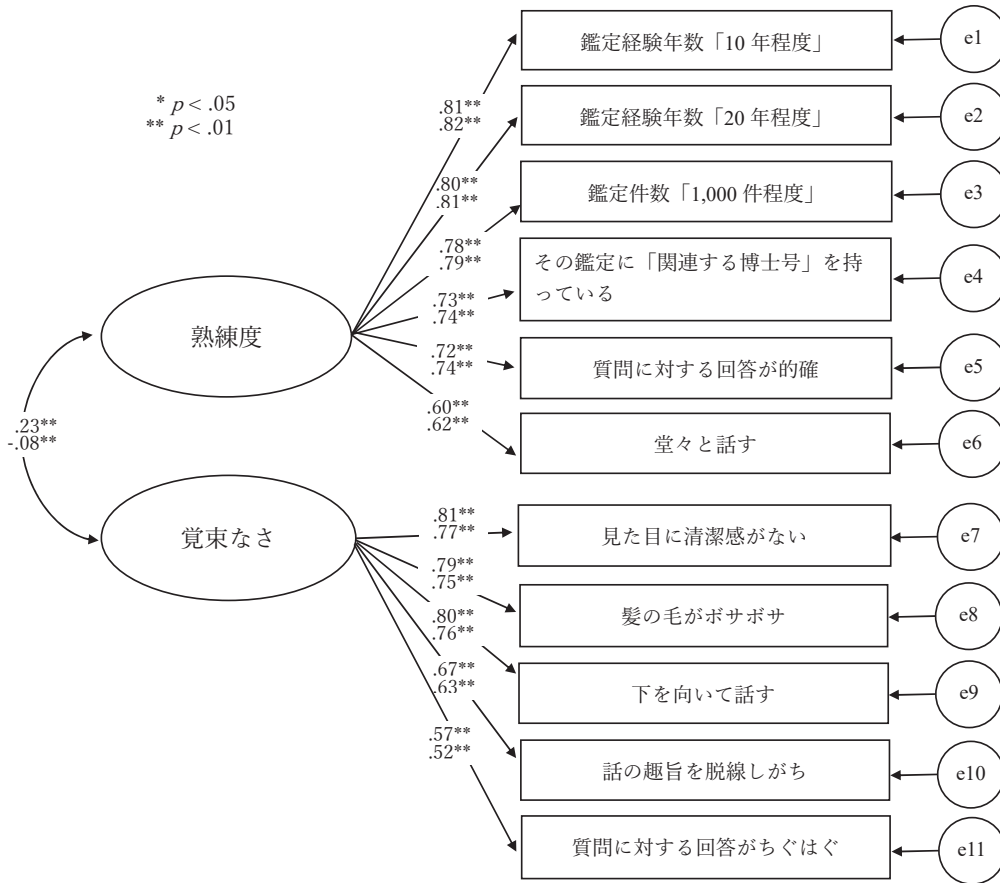 鑑定経験年数「10 年程度」
e1
* p < .05
** p < .01
.81**
.82**
鑑定経験年数「20 年程度」
e2
.80**
.81**
鑑定件数「1,000 件程度」
e3
.78**
.79**
その鑑定に「関連する博士号」を持
っている
e4
.73**
.74**
熟練度
.72**
.74**
質問に対する回答が的確
e5
.60**
.62**
堂々と話す
e6
.23**
-.08**
覚束なさ
.81**
.77**
見た目に清潔感がない
e7
.79**
.75**
髪の毛がボサボサ
e8
.80**
.76**
下を向いて話す
e9
.67**
.63**
話の趣旨を脱線しがち
e10
.57**
.52**
質問に対する回答がちぐはぐ
e11